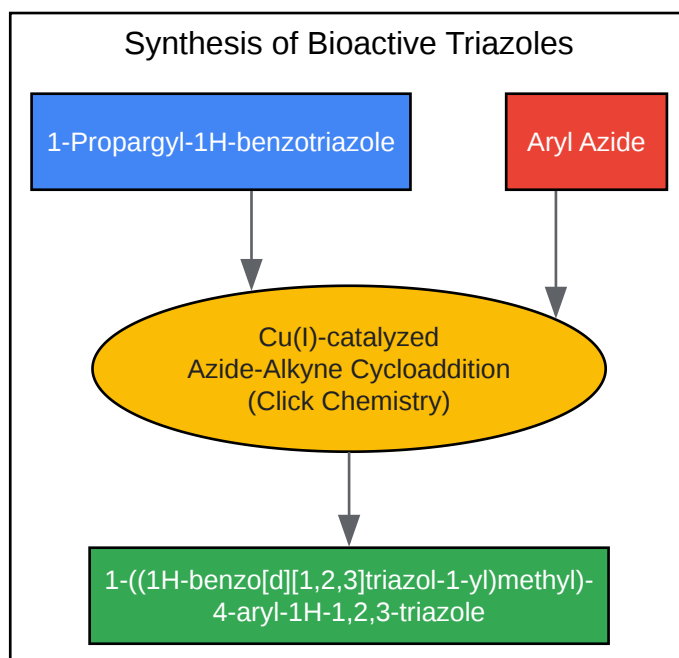 Synthesis of Bioactive Triazoles
1-Propargyl-1H-benzotriazole
Aryl Azide
Cu(I)-catalyzed
Azide-Alkyne Cycloaddition
(Click Chemistry)
1-((1H-benzo[d][1,2,3]triazol-1-yl)methyl)-
4-aryl-1H-1,2,3-triazole